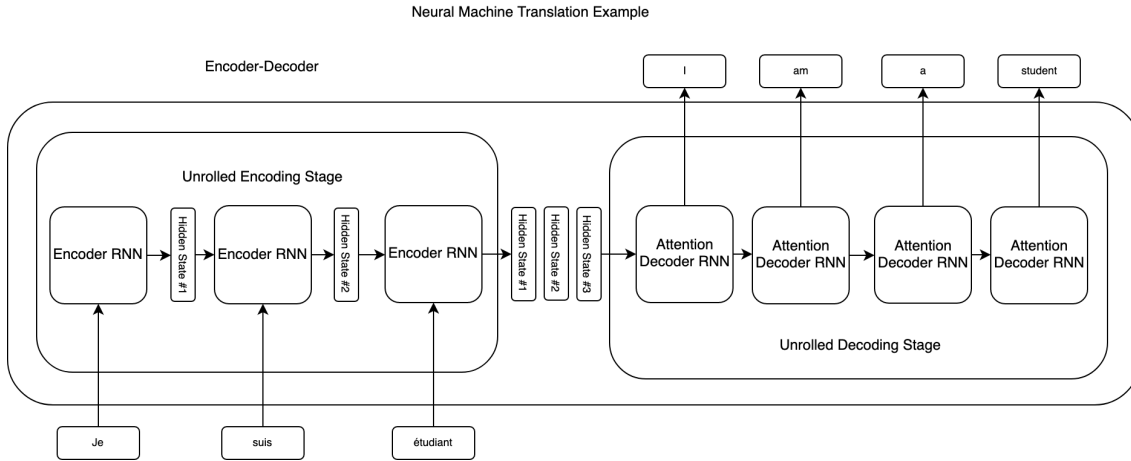 Neural Machine Translation Example
Encoder-Decoder
I
am
a
student
Unrolled Encoding Stage
Encoder RNN
Hidden State #1
Encoder RNN
Hidden State #2
Encoder RNN
Hidden State #1
Hidden State #2
Hidden State #3
Attention
Decoder RNN
Attention
Decoder RNN
Attention
Decoder RNN
Attention
Decoder RNN
Unrolled Decoding Stage
Je
suis
étudiant